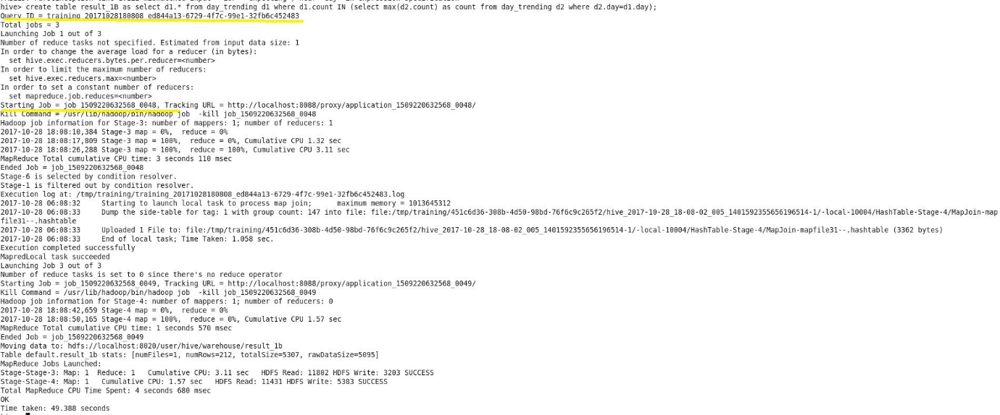 hive> create table result_1B as select d1.* from day_trending d1 where d1.count IN (select max(d2.count) as count from day_trending d2 where d2.day=d1.day);
Query ID = training_20171028180808_ed844a13-6729-4f7c-99e1-32fb6c452483
Total jobs = 3
Launching Job 1 out of 3
Number of reduce tasks not specified. Estimated from input data size: 1
In order to change the average load for a reducer (in bytes):
  set hive.exec.reducers.bytes.per.reducer=<number>
In order to limit the maximum number of reducers:
  set hive.exec.reducers.max=<number>
In order to set a constant number of reducers:
  set mapreduce.job.reduces=<number>
Starting Job = job_1509220632568_0048, Tracking URL = http://localhost:8088/proxy/application_1509220632568_0048/
Kill Command = /usr/lib/hadoop/bin/hadoop job  -kill job_1509220632568_0048
Hadoop job information for Stage-3: number of mappers: 1; number of reducers: 1
2017-10-28 18:08:10,384 Stage-3 map = 0%,  reduce = 0%
2017-10-28 18:08:17,809 Stage-3 map = 100%,  reduce = 0%, Cumulative CPU 1.32 sec
2017-10-28 18:08:26,288 Stage-3 map = 100%,  reduce = 100%, Cumulative CPU 3.11 sec
MapReduce Total cumulative CPU time: 3 seconds 110 msec
Ended Job = job_1509220632568_0048
Stage-6 is selected by condition resolver.
Stage-1 is filtered out by condition resolver.
Execution log at: /tmp/training/training_20171028180808_ed844a13-6729-4f7c-99e1-32fb6c452483.log
2017-10-28 06:08:32     Starting to launch local task to process map join;      maximum memory = 1013645312
2017-10-28 06:08:33     Dump the side-table for tag: 1 with group count: 147 into file: file:/tmp/training/451c6d36-308b-4d50-98bd-76f6c9c265f2/hive_2017-10-28_18-08-02_005_1401592355656196514-1/-local-10004/HashTable-Stage-4/MapJoin-map
file31--.hashtable
2017-10-28 06:08:33     Uploaded 1 File to: file:/tmp/training/451c6d36-308b-4d50-98bd-76f6c9c265f2/hive_2017-10-28_18-08-02_005_1401592355656196514-1/-local-10004/HashTable-Stage-4/MapJoin-mapfile31--.hashtable (3362 bytes)
2017-10-28 06:08:33     End of local task; Time Taken: 1.058 sec.
Execution completed successfully
MapredLocal task succeeded
Launching Job 3 out of 3
Number of reduce tasks is set to 0 since there's no reduce operator
Starting Job = job_1509220632568_0049, Tracking URL = http://localhost:8088/proxy/application_1509220632568_0049/
Kill Command = /usr/lib/hadoop/bin/hadoop job  -kill job_1509220632568_0049
Hadoop job information for Stage-4: number of mappers: 1; number of reducers: 0
2017-10-28 18:08:42,659 Stage-4 map = 0%,  reduce = 0%
2017-10-28 18:08:50,165 Stage-4 map = 100%,  reduce = 0%, Cumulative CPU 1.57 sec
MapReduce Total cumulative CPU time: 1 seconds 570 msec
Ended Job = job_1509220632568_0049
Moving data to: hdfs://localhost:8020/user/hive/warehouse/result_1b
Table default.result_1b stats: [numFiles=1, numRows=212, totalSize=5307, rawDataSize=5095]
MapReduce Jobs Launched:
Stage-Stage-3: Map: 1  Reduce: 1   Cumulative CPU: 3.11 sec   HDFS Read: 11802 HDFS Write: 3203 SUCCESS
Stage-Stage-4: Map: 1   Cumulative CPU: 1.57 sec   HDFS Read: 11431 HDFS Write: 5383 SUCCESS
Total MapReduce CPU Time Spent: 4 seconds 680 msec
OK
Time taken: 49.388 seconds